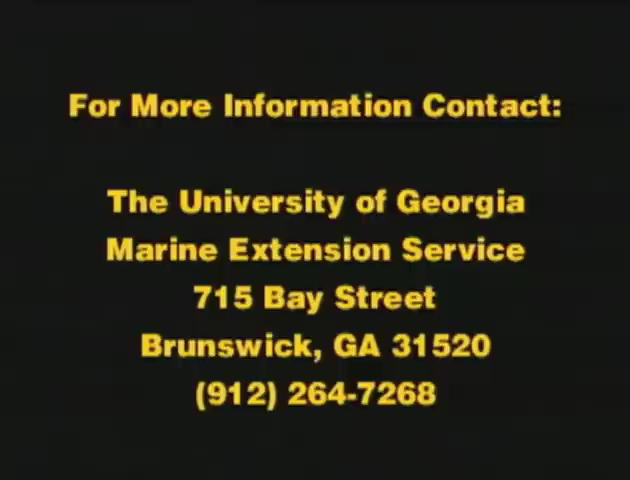 For More Information Contact:
The University of Georgia
Marine Extension Service
715 Bay Street
Brunswick, GA 31520
(912) 264-7268